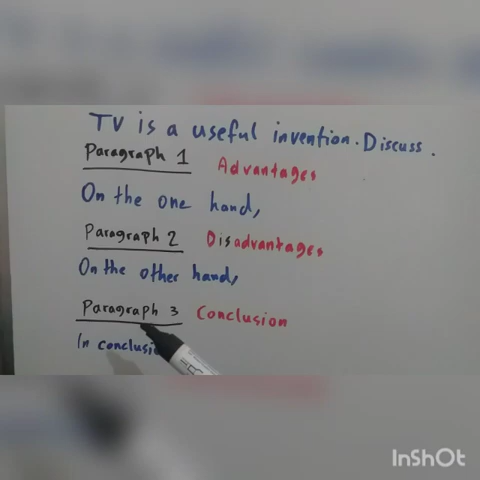 TV is a useful invention. Discuss.
Paragraph 1 Advantages
On the one hand,
Paragraph 2 Disadvantages
On the other hand,
Paragraph 3 Conclusion
In
InShOt